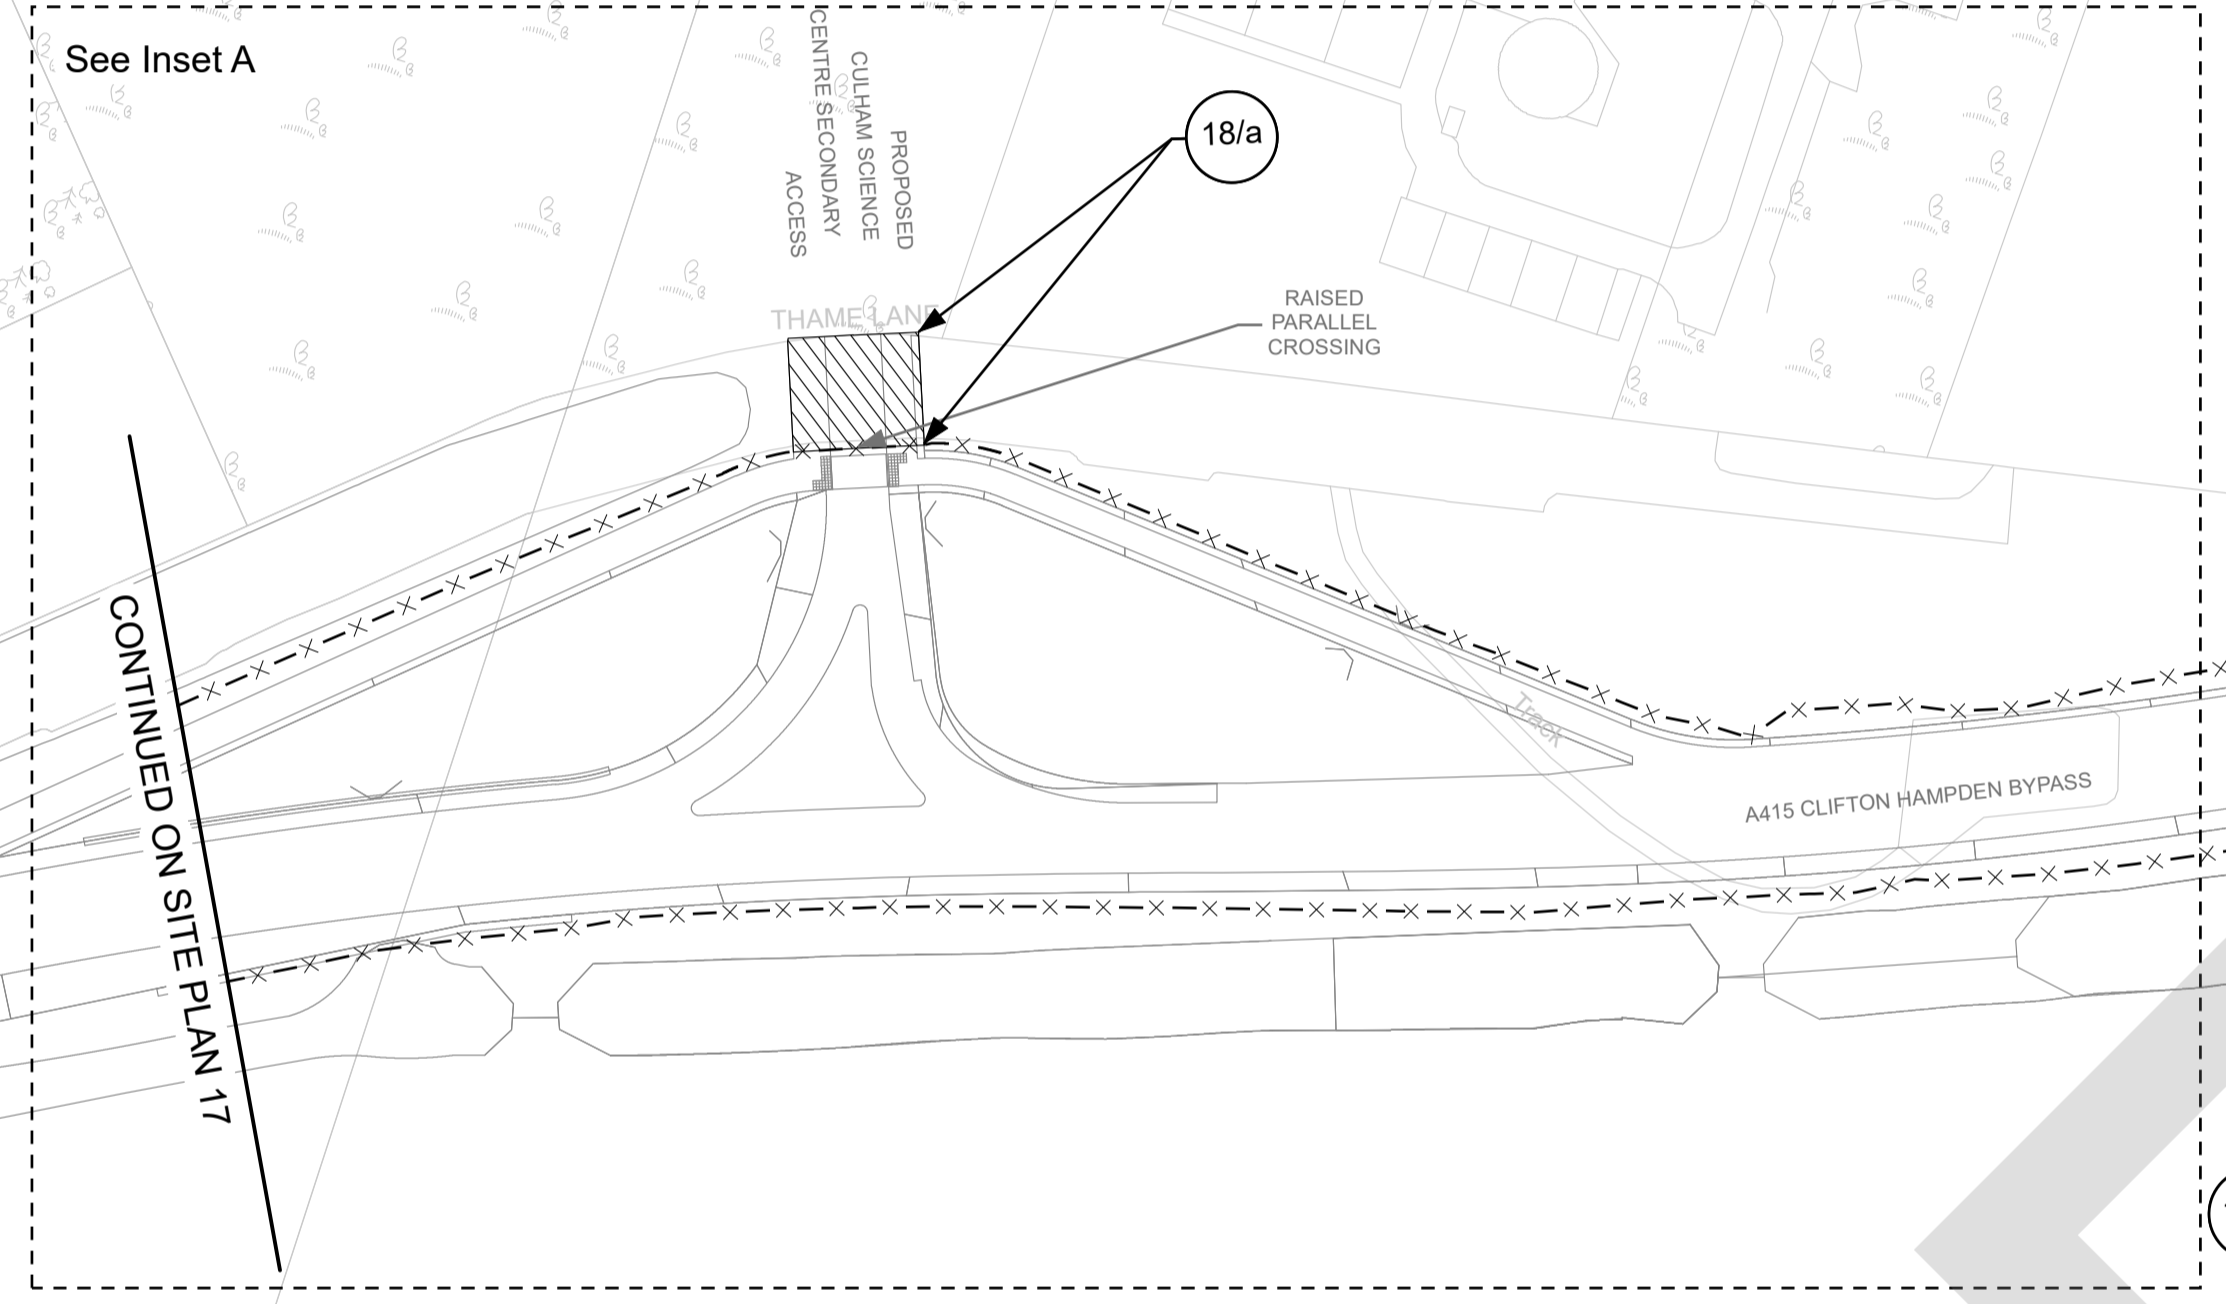 See Inset A
PROPOSED
CULHAM SCIENCE
CENTRE SECONDARY
ACCESS
18/a
THAME LANE
RAISED
PARALLEL
CROSSING
CONTINUED ON SITE PLAN 17
Track
A415 CLIFTON HAMPDEN BYPASS